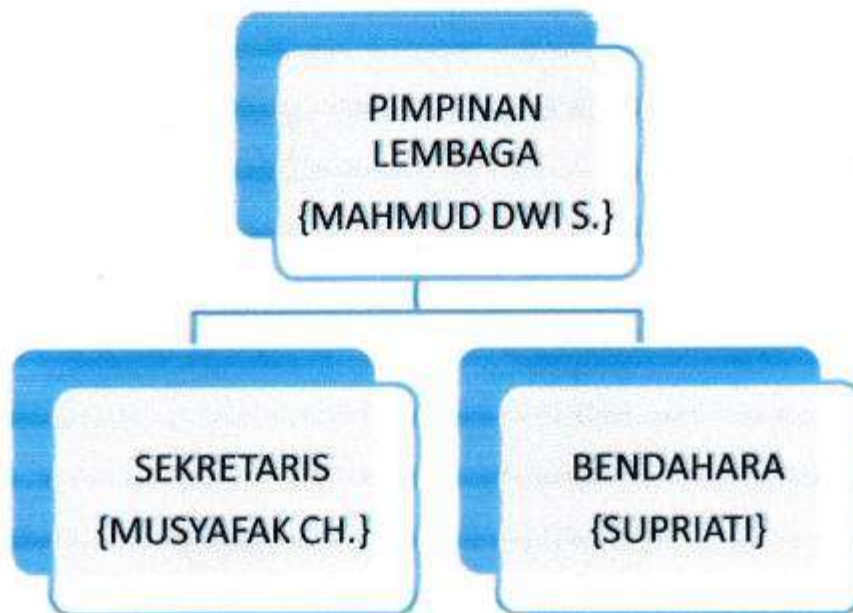 PIMPINAN
LEMBAGA
{MAHMUD DWI S.}
SEKRETARIS
{MUSYAFAK CH.}
BENDAHARA
{SUPRIATI}